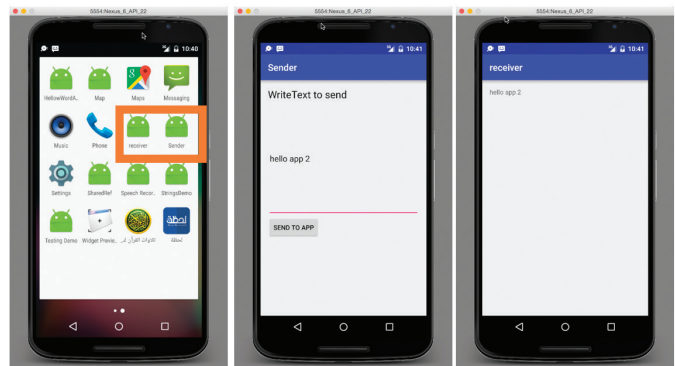 5554:Nexus_6_API_22
10:40
HellowWordA..
Map
Maps
Messaging
Music
Phone
receiver
Sender
Settings
SharedRef
Speech Recor..
StringsDemo
Testing Demo
Widget Previe..
لحظة
لحظة
5554:Nexus_6_API_22
10:41
Sender
WriteText to send
hello app 2
SEND TO APP
5554:Nexus_6_API_22
10:41
receiver
hello app 2